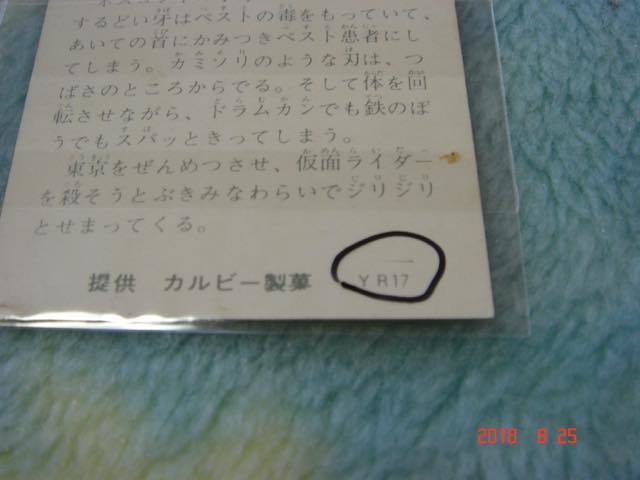 するどい牙はペストの毒をもっていて、
あいての首にかみつきペスト患者にし
てしまう。カミソリのような刃は、つ
ばさのところからでる。そして体を回
転させながら、ドラムカンでも鉄のぼ
うでもスパッときってしまう。
東京をぜんめつさせ、仮面ライダー
を殺そうとぶきみなわらいでジリジリ
とせまってくる。
提供 カルビー製菓 YR17
2018 8 25